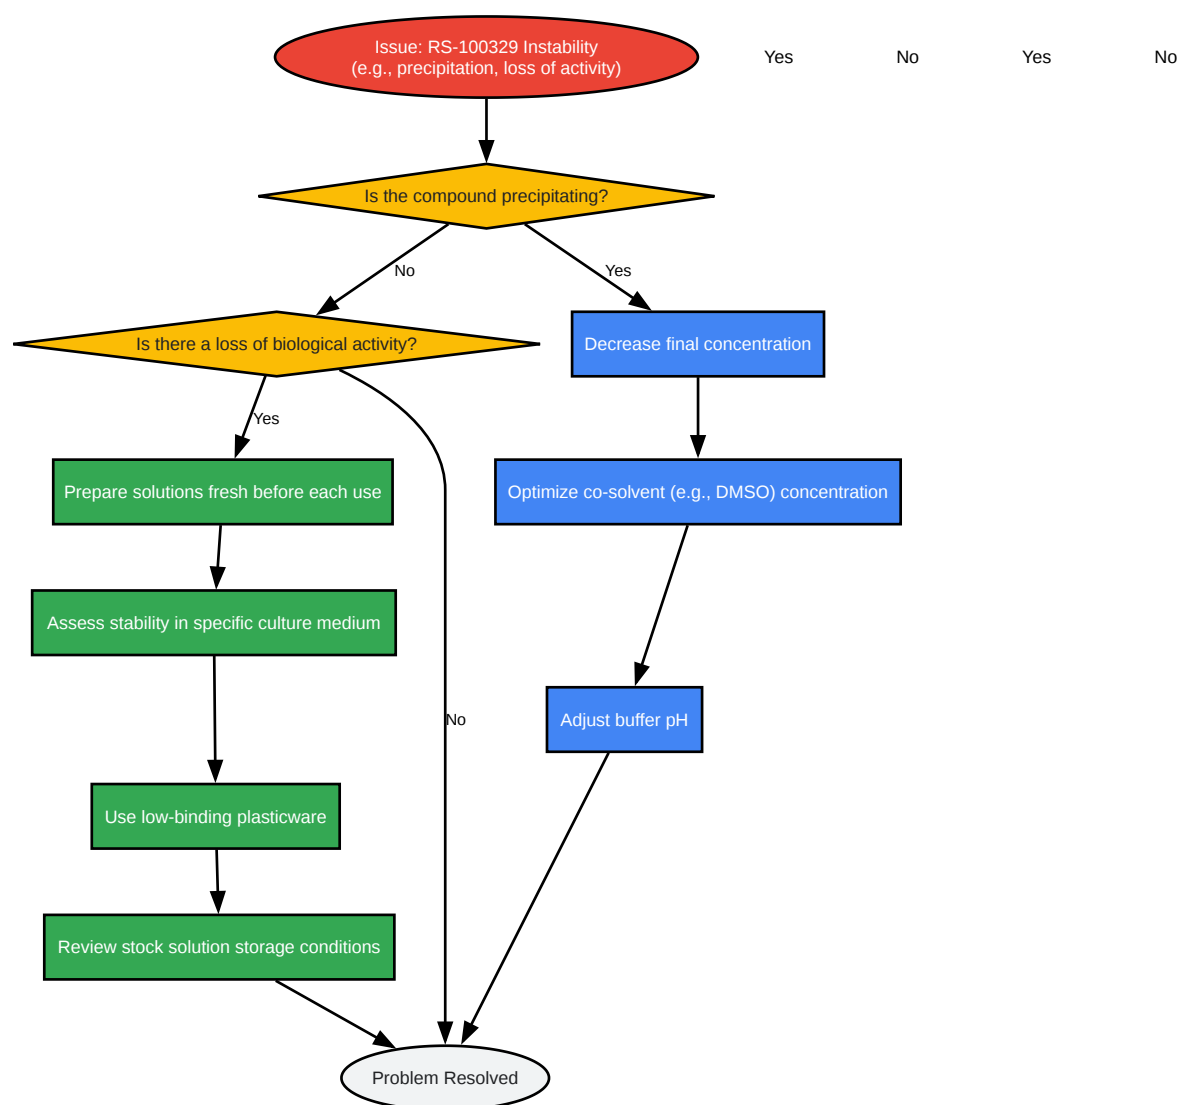 Issue: RS-100329 Instability
(e.g., precipitation, loss of activity)
Yes
No
Yes
No
Is the compound precipitating?
No
Yes
Is there a loss of biological activity?
Decrease final concentration
Yes
Prepare solutions fresh before each use
Optimize co-solvent (e.g., DMSO) concentration
Assess stability in specific culture medium
No
Adjust buffer pH
Use low-binding plasticware
Review stock solution storage conditions
Problem Resolved